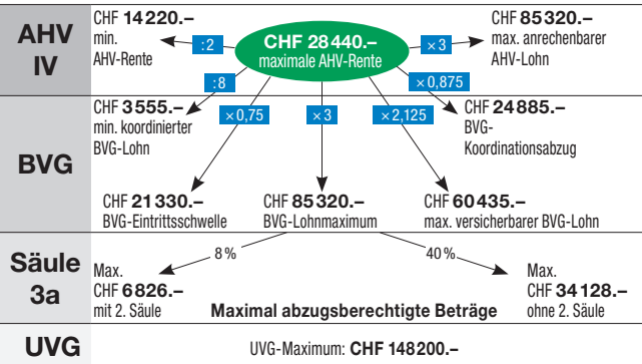 AHV
IV
CHF 14 220.–
min.
AHV-Rente
:2
CHF 28 440.–
maximale AHV-Rente
×3
CHF 85 320.–
max. anrechenbarer
AHV-Lohn
:8
×0,875
BVG
CHF 3555.–
min. koordinierter
BVG-Lohn
×0,75
×3
×2,125
CHF 24 885.–
BVG-
Koordinationsabzug
CHF 21 330.–
BVG-Eintrittsschwelle
CHF 85 320.–
BVG-Lohnmaximum
CHF 60 435.–
max. versicherbarer BVG-Lohn
Säule
3a
8 %
40 %
Max.
CHF 6826.–
mit 2. Säule
Maximal abzugsberechtigte Beträge
Max.
CHF 34 128.–
ohne 2. Säule
UVG
UVG-Maximum: CHF 148 200.–